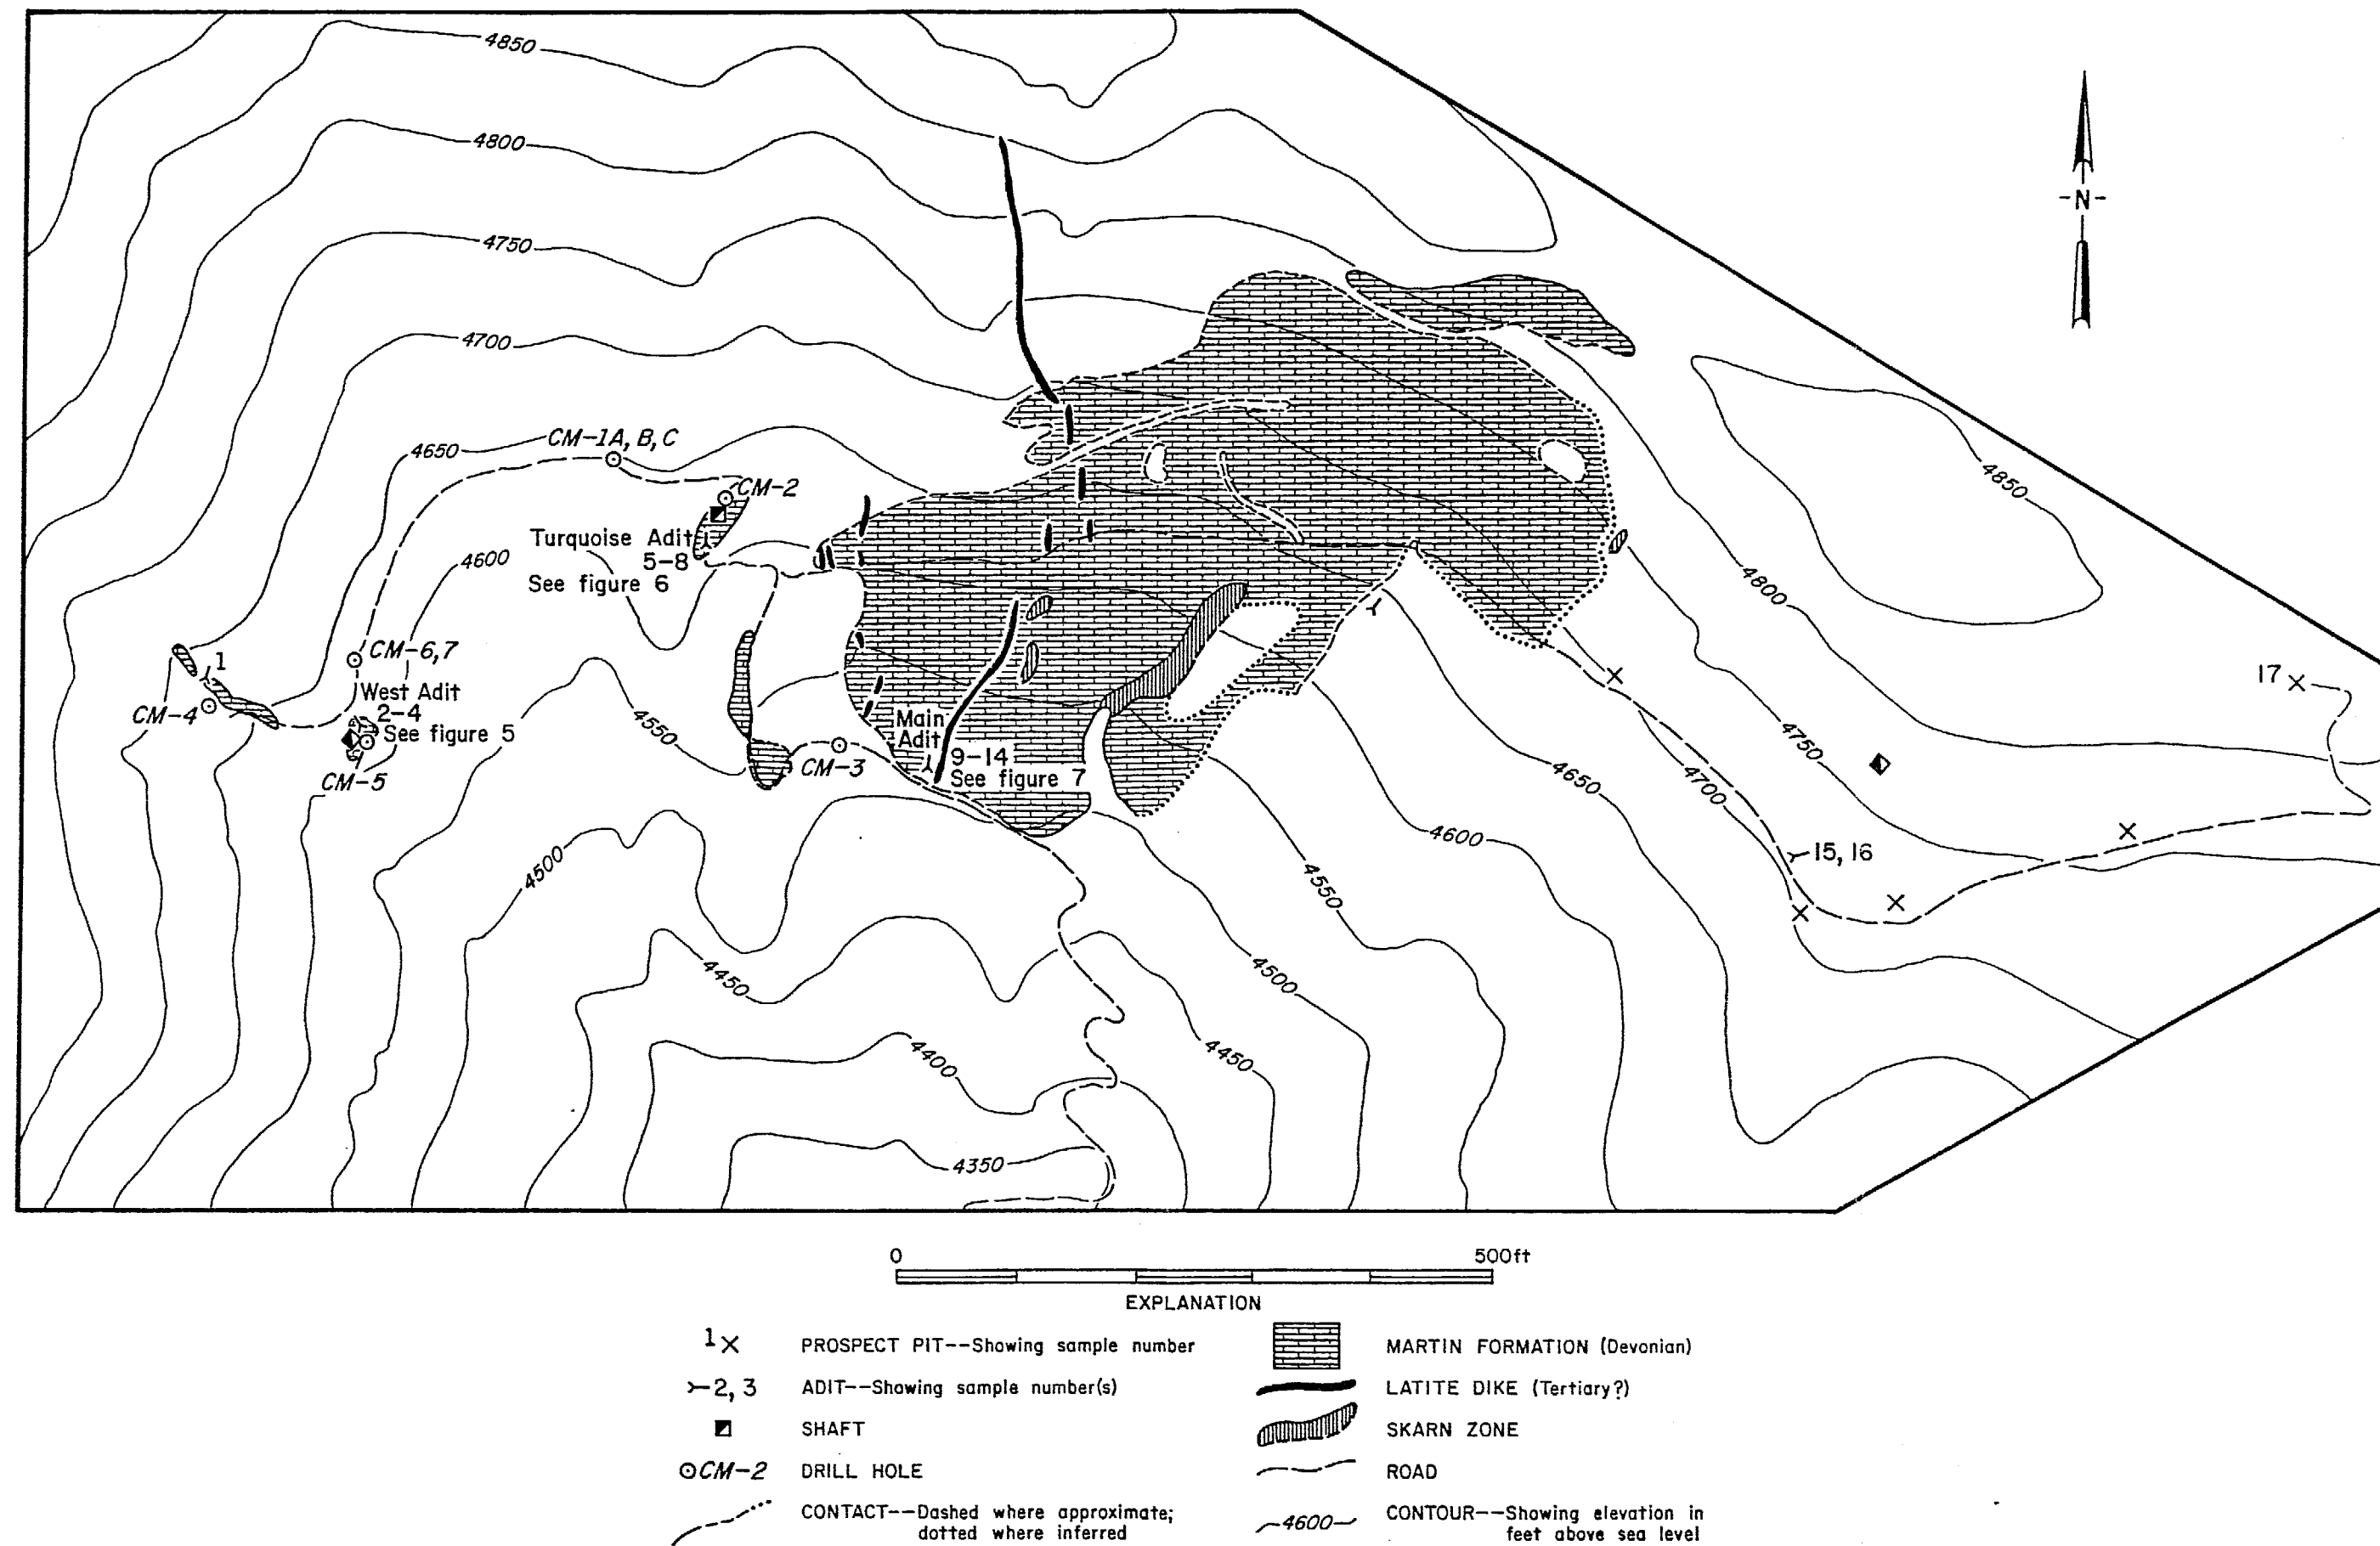 4850
4800
-N-
4750
4700
CM-1A, B, C
4650
CM-2
4850
Turquoise Adit
5-8
See figure 6
4600
4800
1
CM-6,7
West Adit
2-4
See figure 5
CM-4
CM-5
4550
Main
Adit
9-14
See figure 7
CM-3
17
4750
4650
4700
4600
15, 16
4500
4550
4450
4500
4400
4450
4350
0
500ft
EXPLANATION
1
PROSPECT PIT--Showing sample number
2, 3
ADIT--Showing sample number(s)
SHAFT
CM-2
DRILL HOLE
CONTACT--Dashed where approximate;
dotted where inferred
MARTIN FORMATION (Devonian)
LATITE DIKE (Tertiary?)
SKARN ZONE
ROAD
4600
CONTOUR--Showing elevation in
feet above sea level